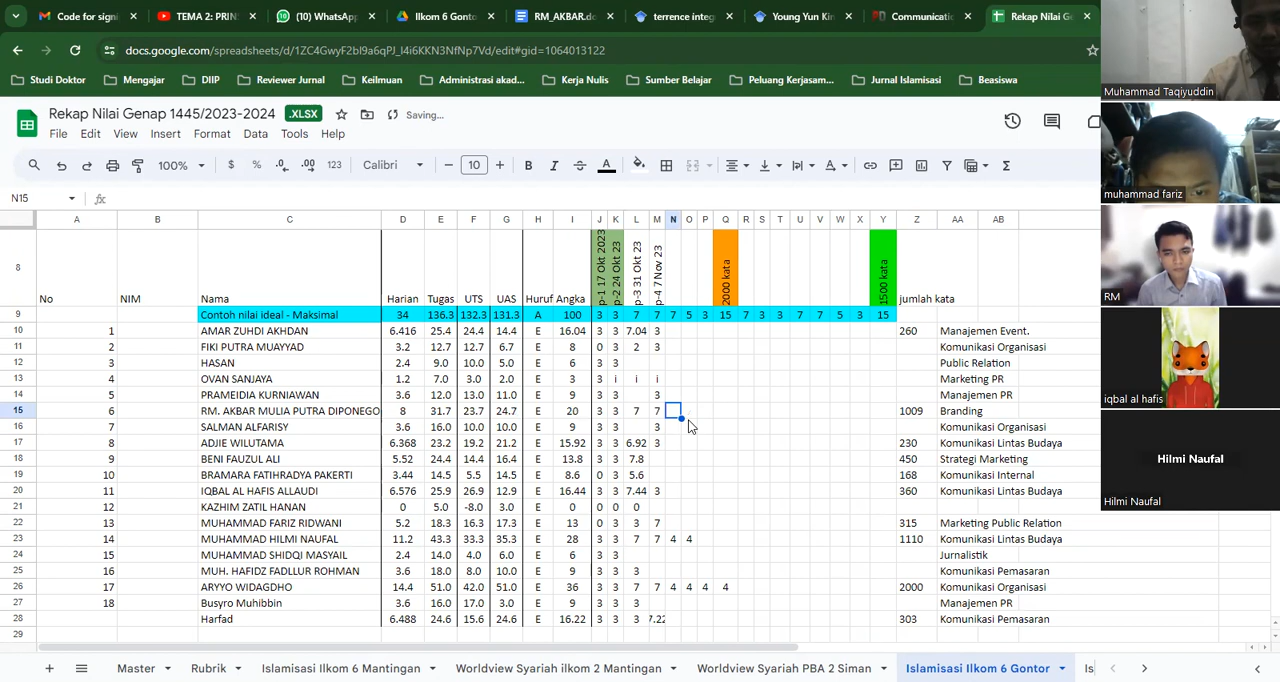 Code for signi
TEMA 2: PRIN
(10) WhatsApp
Ilkom 6 Gonto
RM_AKBAR.do
terrence integ
Young Yun Kin
Communicatio
Rekap Nilai Ge
docs.google.com/spreadsheets/d/1ZC4GwyF2bI9a6qPJ_l4i6KKN3NfNp7Vd/edit#gid=1064013122
Studi Doktor Mengajar DIIP Reviewer Jurnal Keilmuan Administrasi akad... Kerja Nulis Sumber Belajar Peluang Kerjasam... Jurnal Islamisasi Beasiswa
Rekap Nilai Genap 1445/2023-2024 .XLSX Saving...
File Edit View Insert Format Data Tools Help
100% $ % .0 .00 123 Calibri 10 B I A
N15 fx
A B C D E F G H I J K L M N O P Q R S T U V W X Y Z AA AB
8 No NIM Nama Harian Tugas UTS UAS Huruf Angka p-1 17 Okt 2023 p-2 24 Okt 23 p-3 31 Okt 23 p-4 7 Nov 23 2000 kata 1500 kata jumlah kata
9 Contoh nilai ideal - Maksimal 34 136.3 132.3 131.3 A 100 3 3 7 7 7 5 3 15 7 3 3 7 7 5 3 15
10 1 AMAR ZUHDI AKHDAN 6.416 25.4 24.4 14.4 E 16.04 3 3 7.04 3 260 Manajemen Event.
11 2 FIKI PUTRA MUAYYAD 3.2 12.7 12.7 6.7 E 8 0 3 2 3 Komunikasi Organisasi
12 3 HASAN 2.4 9.0 10.0 5.0 E 6 3 3 Public Relation
13 4 OVAN SANJAYA 1.2 7.0 3.0 2.0 E 3 3 i i i Marketing PR
14 5 PRAMEIDIA KURNIAWAN 3.6 12.0 13.0 11.0 E 9 3 3 3 Manajemen PR
15 6 RM. AKBAR MULIA PUTRA DIPONEGO 8 31.7 23.7 24.7 E 20 3 3 7 7 1009 Branding
16 7 SALMAN ALFARISY 3.6 16.0 10.0 10.0 E 9 3 3 3 Komunikasi Organisasi
17 8 ADJIE WILUTAMA 6.368 23.2 19.2 21.2 E 15.92 3 3 6.92 3 230 Komunikasi Lintas Budaya
18 9 BENI FAUZUL ALI 5.52 24.4 14.4 16.4 E 13.8 3 3 7.8 450 Strategi Marketing
19 10 BRAMARA FATIHRADYA PAKERTI 3.44 14.5 5.5 14.5 E 8.6 0 3 5.6 168 Komunikasi Internal
20 11 IQBAL AL HAFIS ALLAUDI 6.576 25.9 26.9 12.9 E 16.44 3 3 7.44 3 360 Komunikasi Lintas Budaya
21 12 KAZHIM ZATIL HANAN 0 5.0 -8.0 3.0 E 0 0 0 0
22 13 MUHAMMAD FARIZ RIDWANI 5.2 18.3 16.3 17.3 E 13 0 3 3 7 315 Marketing Public Relation
23 14 MUHAMMAD HILMI NAUFAL 11.2 43.3 33.3 35.3 E 28 3 3 7 7 4 4 1110 Komunikasi Lintas Budaya
24 15 MUHAMMAD SHIDQI MASYAIL 2.4 14.0 4.0 6.0 E 6 3 3 Jurnalistik
25 16 MUH. HAFIDZ FADLLUR ROHMAN 3.6 18.0 8.0 10.0 E 9 3 3 3 Komunikasi Pemasaran
26 17 ARYYO WIDAGDHO 14.4 51.0 42.0 51.0 E 36 3 3 7 7 4 4 4 4 2000 Komunikasi Organisasi
27 18 Busyro Muhibbin 3.6 16.0 17.0 3.0 E 9 3 3 3 Manajemen PR
28 Harfad 6.488 24.6 15.6 24.6 E 16.22 3 3 3 7.22 303 Komunikasi Pemasaran
29
Master Rubrik Islamisasi Ilkom 6 Mantingan Worldview Syariah ilkom 2 Mantingan Worldview Syariah PBA 2 Siman Islamisasi Ilkom 6 Gontor Is
Muhammad Taqiyuddin
muhammad fariz
RM
iqbal al hafis
Hilmi Naufal
Hilmi Naufal